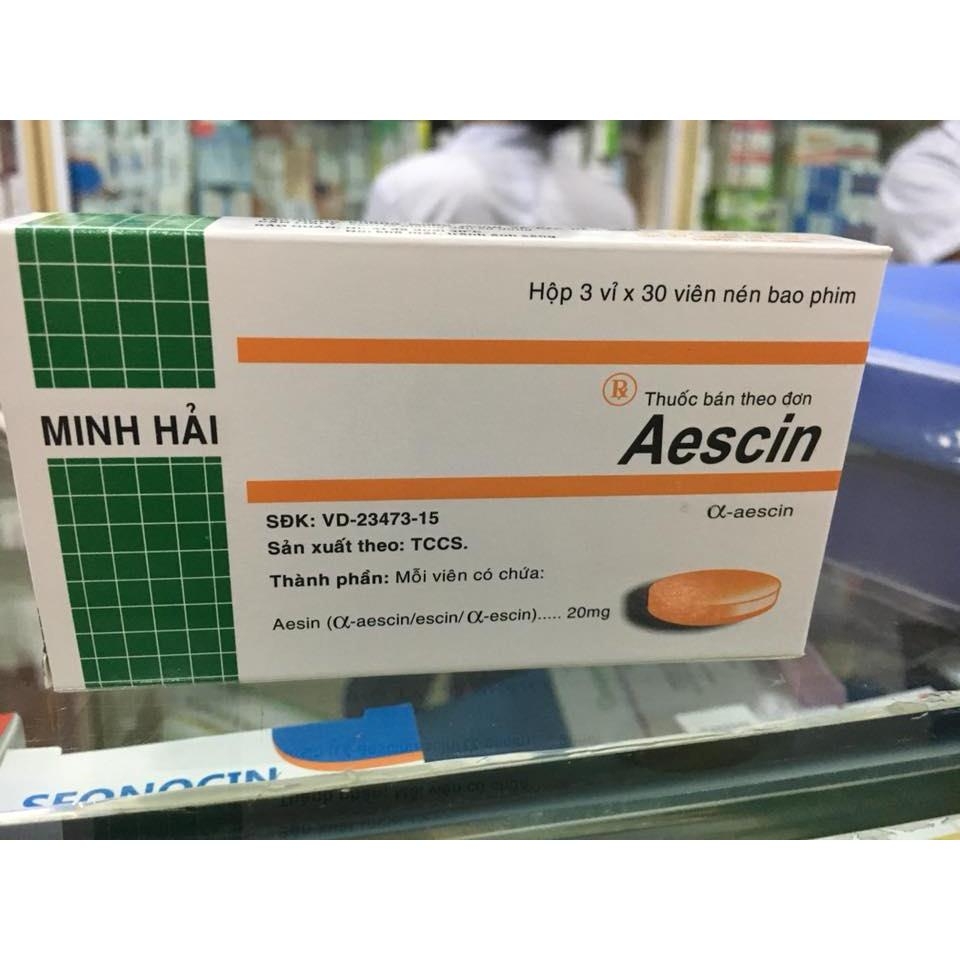 Hộp 3 vỉ x 30 viên nén bao phim
Rx Thuốc bán theo đơn
MINH HẢI
Aescin
α-aescin
SĐK: VD-23473-15
Sản xuất theo: TCCS.
Thành phần: Mỗi viên có chứa:
Aesin (α-aescin/escin/ α-escin)..... 20mg
SEONOCIN